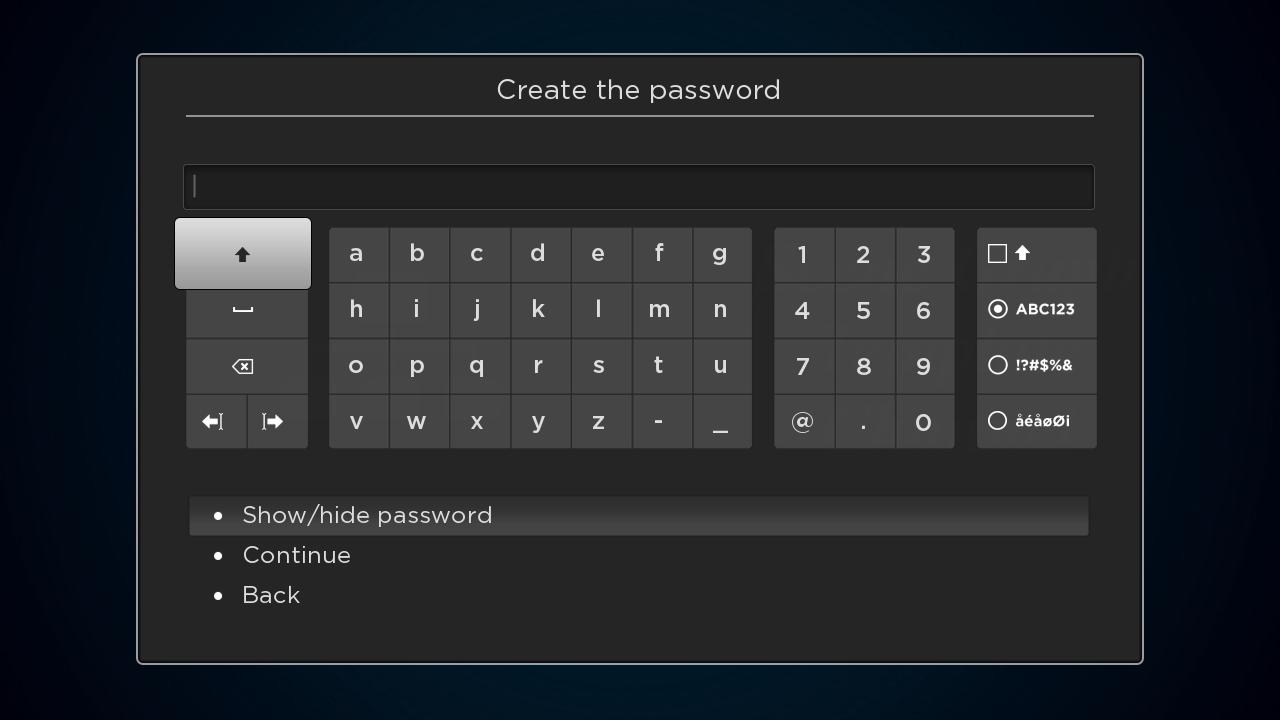 Create the password
a b c d e f g 1 2 3
h i j k l m n 4 5 6 ABC123
o p q r s t u 7 8 9 !?#$%&
v w x y z - _ @ . 0 åéåøØi
Show/hide password
Continue
Back